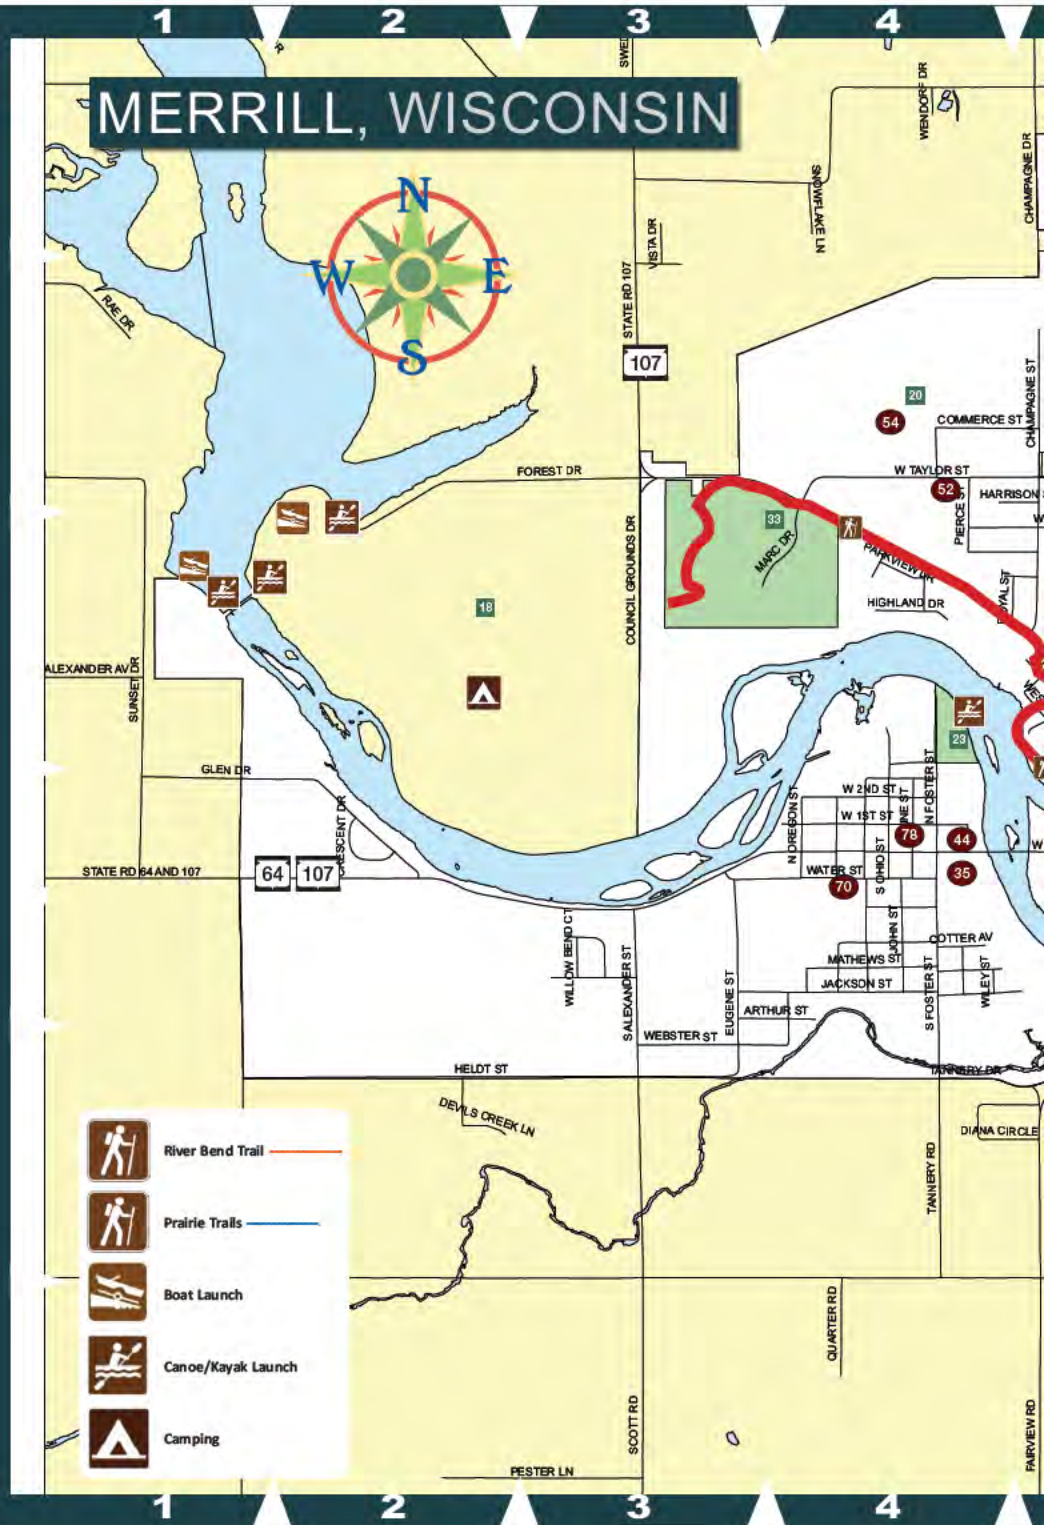 1 2 3 4
MERRILL, WISCONSIN
N
W E
S
RAE DR
VISTA DR
STATE RD 107
107
SNOWFLAKE LN
WENDORF DR
CHAMPAGNE DR
CHAMPAGNE ST
20
54
COMMERCE ST
FOREST DR
W TAYLOR ST
52
HARRISON
PIERCE ST
33
MARC DR
PARKVIEW DR
HIGHLAND DR
COUNCIL GROUNDS DR
18
ALEXANDER AV
SUNSET DR
GLEN DR
23
N FOSTER ST
W 2ND ST
W 1ST ST
N OREGON ST
78
44
STATE RD 64 AND 107
64
107
WATER ST
70
S OHIO ST
35
JOHN ST
COTTER AV
MATHEWS ST
JACKSON ST
WILEY ST
S FOSTER ST
WILLOW BEND CT
S ALEXANDER ST
EUGENE ST
ARTHUR ST
WEBSTER ST
HELDT ST
TANNERY DR
DEVILS CREEK LN
DIANA CIRCLE
TANNERY RD
River Bend Trail
Prairie Trails
Boat Launch
Canoe/Kayak Launch
Camping
QUARTER RD
SCOTT RD
FAIRVIEW RD
PESTER LN
1 2 3 4